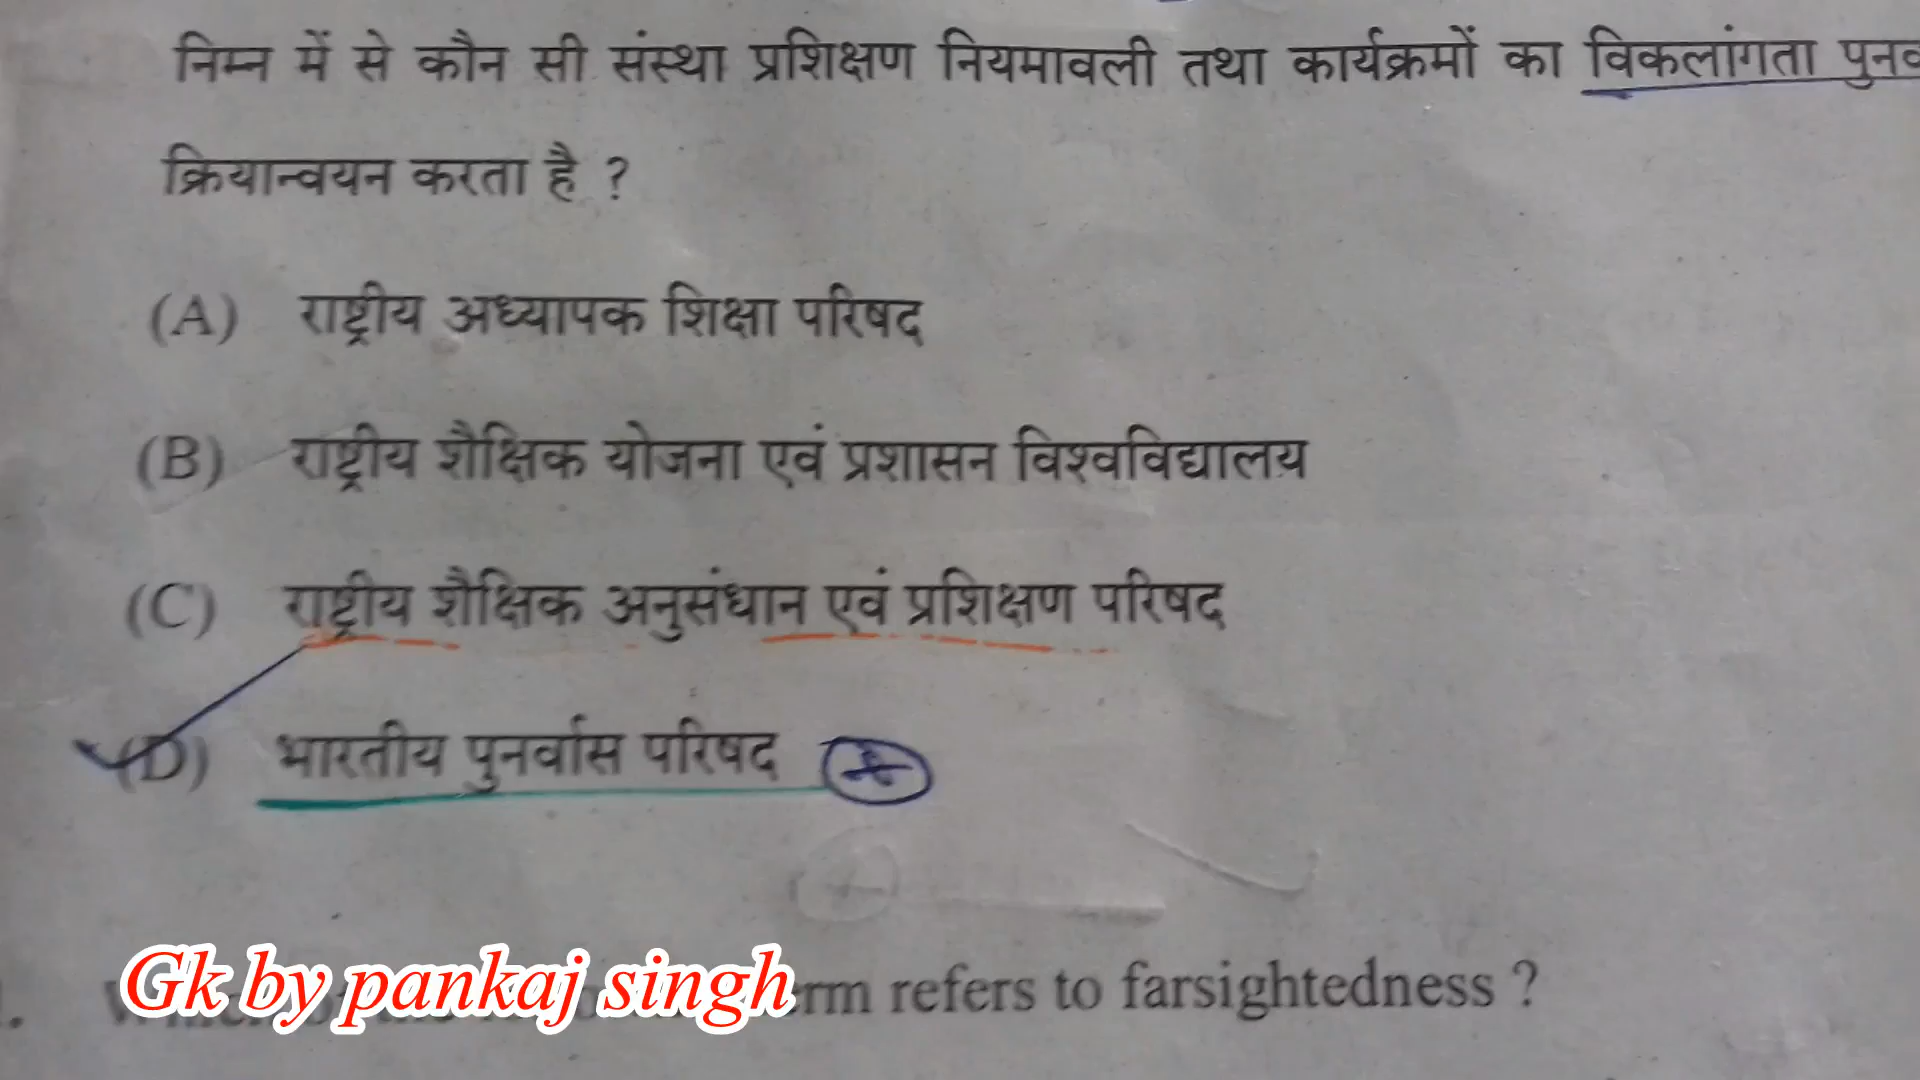 निम्न में से कौन सी संस्था प्रशिक्षण नियमावली तथा कार्यक्रमों का विकलांगता
क्रियान्वयन करता है ?
(A) राष्ट्रीय अध्यापक शिक्षा परिषद
(B) राष्ट्रीय शैक्षिक योजना एवं प्रशासन विश्वविद्यालय
(C) राष्ट्रीय शैक्षिक अनुसंधान एवं प्रशिक्षण परिषद
(D) भारतीय पुनर्वास परिषद
Gk by pankaj singh
refers to farsightedness ?